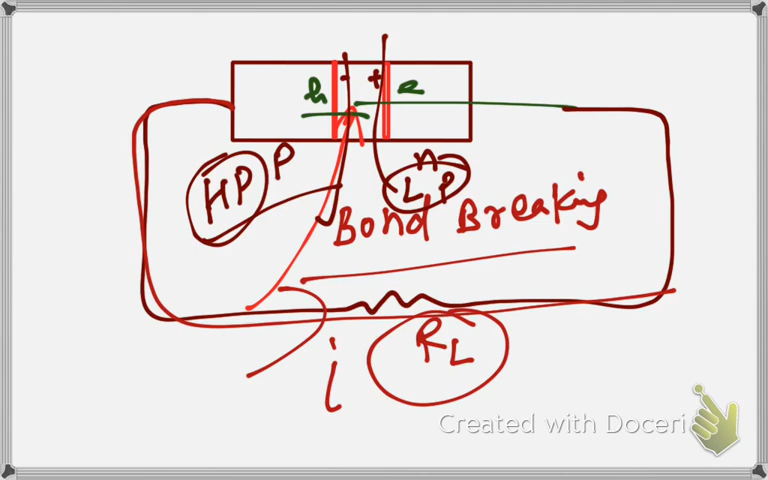 h - + e
HP P n
LP
Bond Breaking
RL
i
Created with Doceri